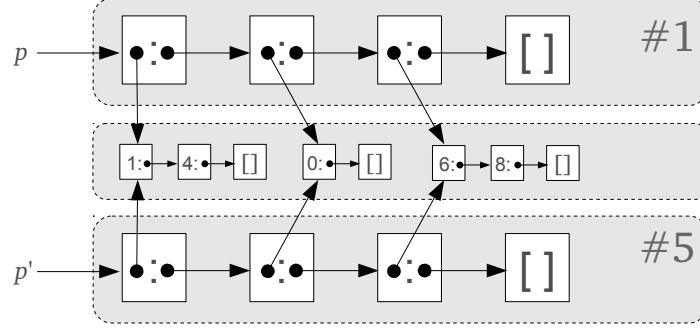 p : : : [ ] #1
1: 4: [] 0: [] 6: 8: []
p' : : : [ ] #5